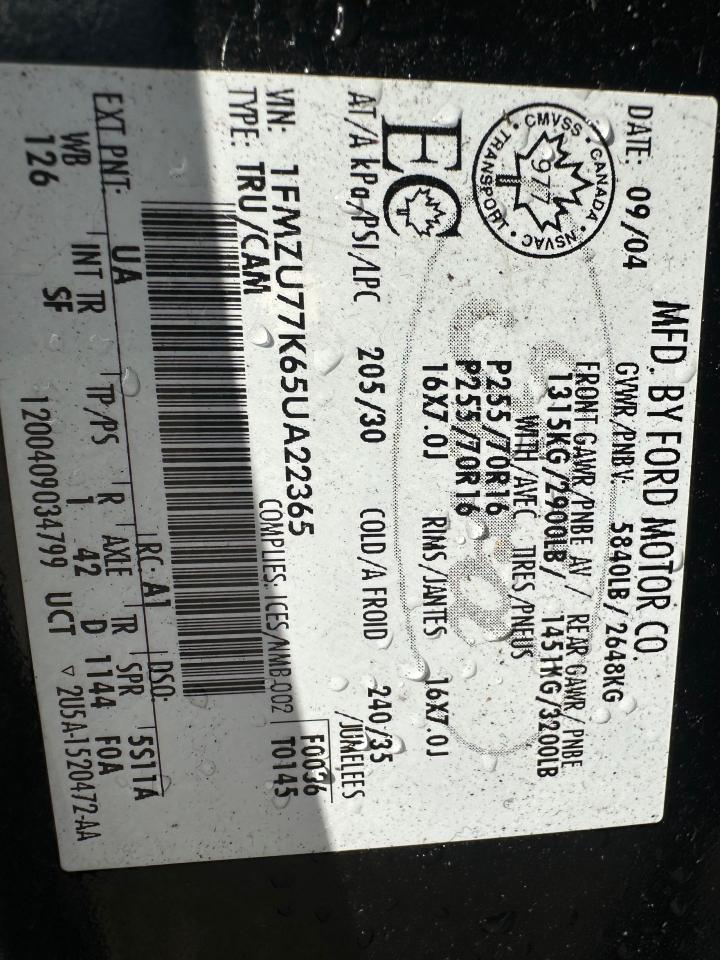 MFD. BY FORD MOTOR CO.
DATE: 09/04
GVWR/PNBV: 5840LB/2648KG
FRONT GAWR/PNBE AV / REAR GAWR/PNBE
1315KG/2900LB/ 1451KG/3200LB
WITH/AVEC TIRES/PNEUS
P255/70R16
P255/70R16
16X7.0J RIMS/JANTES 16X7.0J
AT/A kPa/PSI/LPC 205/30 COLD/A FROID 240/35
/JUMELEES
CMVSS · CANADA · NSVAC · TRANSPORT ·
977
EC
VIN: 1FMZU77K65UA22365
F0036
T0145
TYPE: TRU/CAM
COMPLIES: ICES/NMB-002
EXT PNT: UA RC: A1 DSO:
WB INT TR TP/PS R AXLE TR SPR 5S11A
126 SF 1 42 D 1144 F0A
1200409034799 UCT ▽ 2U5A-1520472-AA